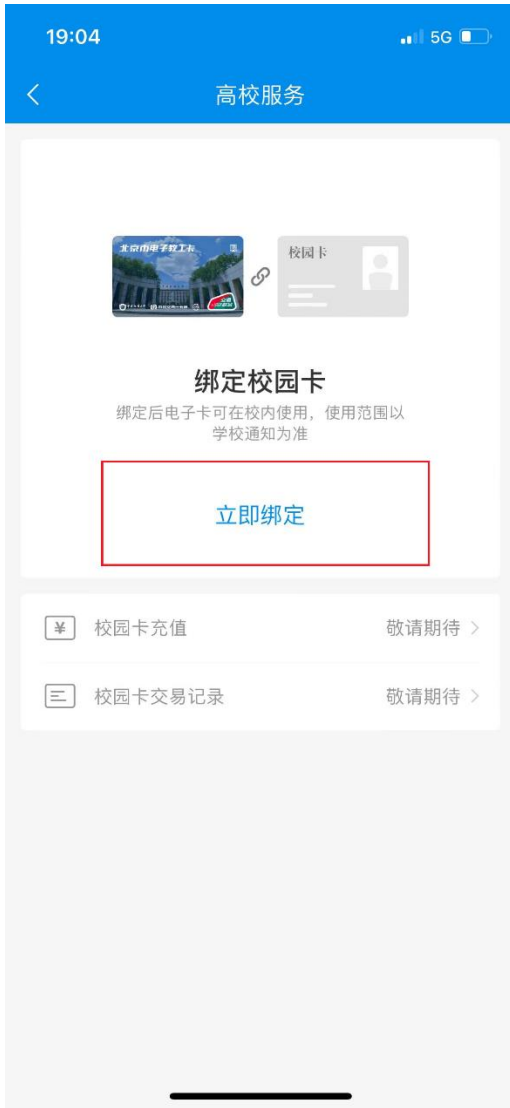 19:04
5G
高校服务
北京市电子教工卡
校园卡
绑定校园卡
绑定后电子卡可在校内使用，使用范围以
学校通知为准
立即绑定
¥ 校园卡充值 敬请期待
校园卡交易记录 敬请期待